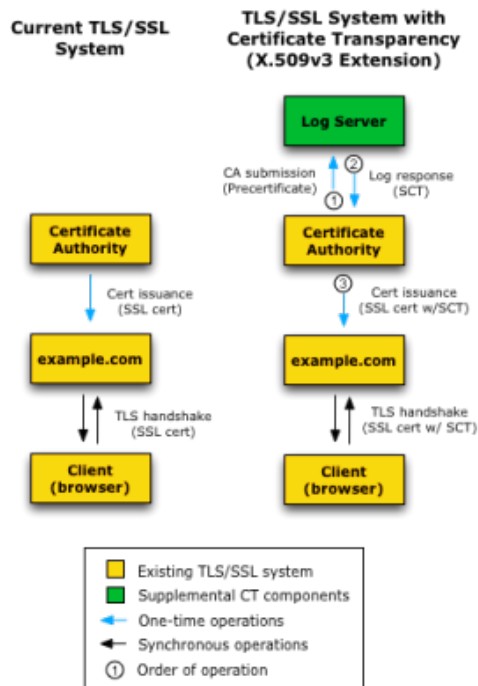 Current TLS/SSL
System
TLS/SSL System with
Certificate Transparency
(X.509v3 Extension)
Log Server
CA submission
(Precertificate)
1
2
Log response
(SCT)
Certificate
Authority
Certificate
Authority
Cert issuance
(SSL cert)
3
Cert issuance
(SSL cert w/SCT)
example.com
example.com
TLS handshake
(SSL cert)
TLS handshake
(SSL cert w/ SCT)
Client
(browser)
Client
(browser)
Existing TLS/SSL system
Supplemental CT components
One-time operations
Synchronous operations
1 Order of operation